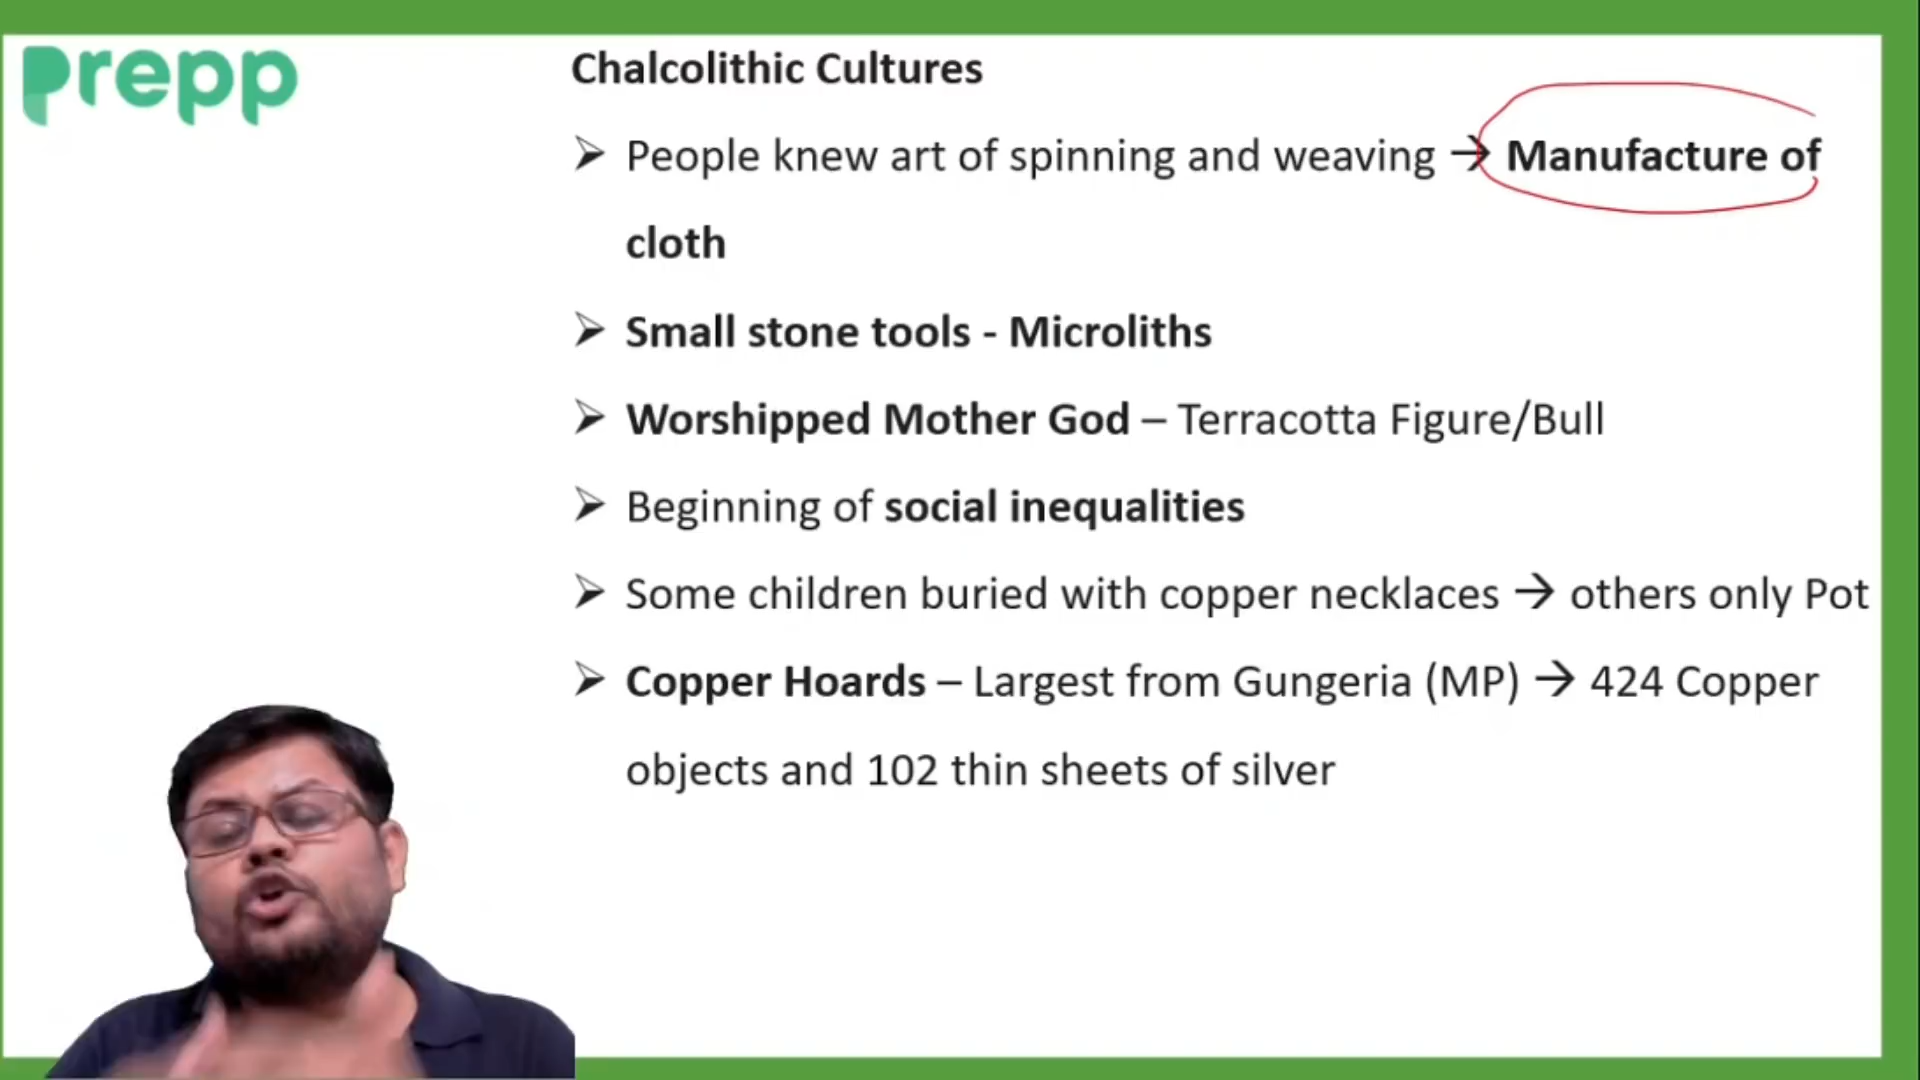 prepp
Chalcolithic Cultures
➢ People knew art of spinning and weaving → Manufacture of
cloth
➢ Small stone tools - Microliths
➢ Worshipped Mother God – Terracotta Figure/Bull
➢ Beginning of social inequalities
➢ Some children buried with copper necklaces → others only Pot
➢ Copper Hoards – Largest from Gungeria (MP) → 424 Copper
objects and 102 thin sheets of silver